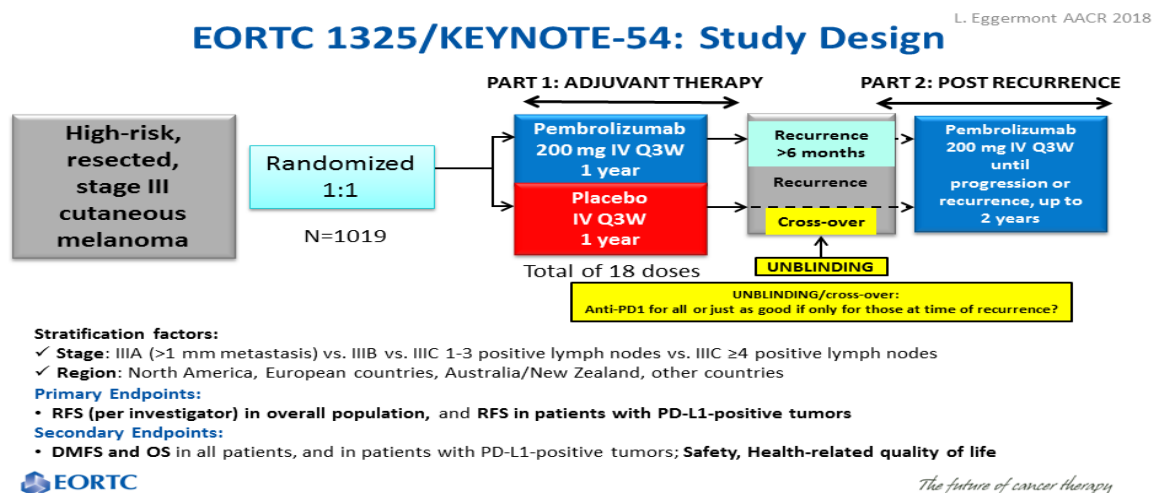 L. Eggermont AACR 2018
EORTC 1325/KEYNOTE-54: Study Design
PART 1: ADJUVANT THERAPY
PART 2: POST RECURRENCE
High-risk,
resected,
stage III
cutaneous
melanoma
Randomized
1:1
N=1019
Pembrolizumab
200 mg IV Q3W
1 year
Placebo
IV Q3W
1 year
Total of 18 doses
Recurrence
>6 months
Recurrence
Cross-over
UNBLINDING
Pembrolizumab
200 mg IV Q3W
until
progression or
recurrence, up to
2 years
UNBLINDING/cross-over:
Anti-PD1 for all or just as good if only for those at time of recurrence?
Stratification factors:
✓ Stage: IIIA (>1 mm metastasis) vs. IIIB vs. IIIC 1-3 positive lymph nodes vs. IIIC ≥4 positive lymph nodes
✓ Region: North America, European countries, Australia/New Zealand, other countries
Primary Endpoints:
• RFS (per investigator) in overall population, and RFS in patients with PD-L1-positive tumors
Secondary Endpoints:
• DMFS and OS in all patients, and in patients with PD-L1-positive tumors; Safety, Health-related quality of life
EORTC
The future of cancer therapy